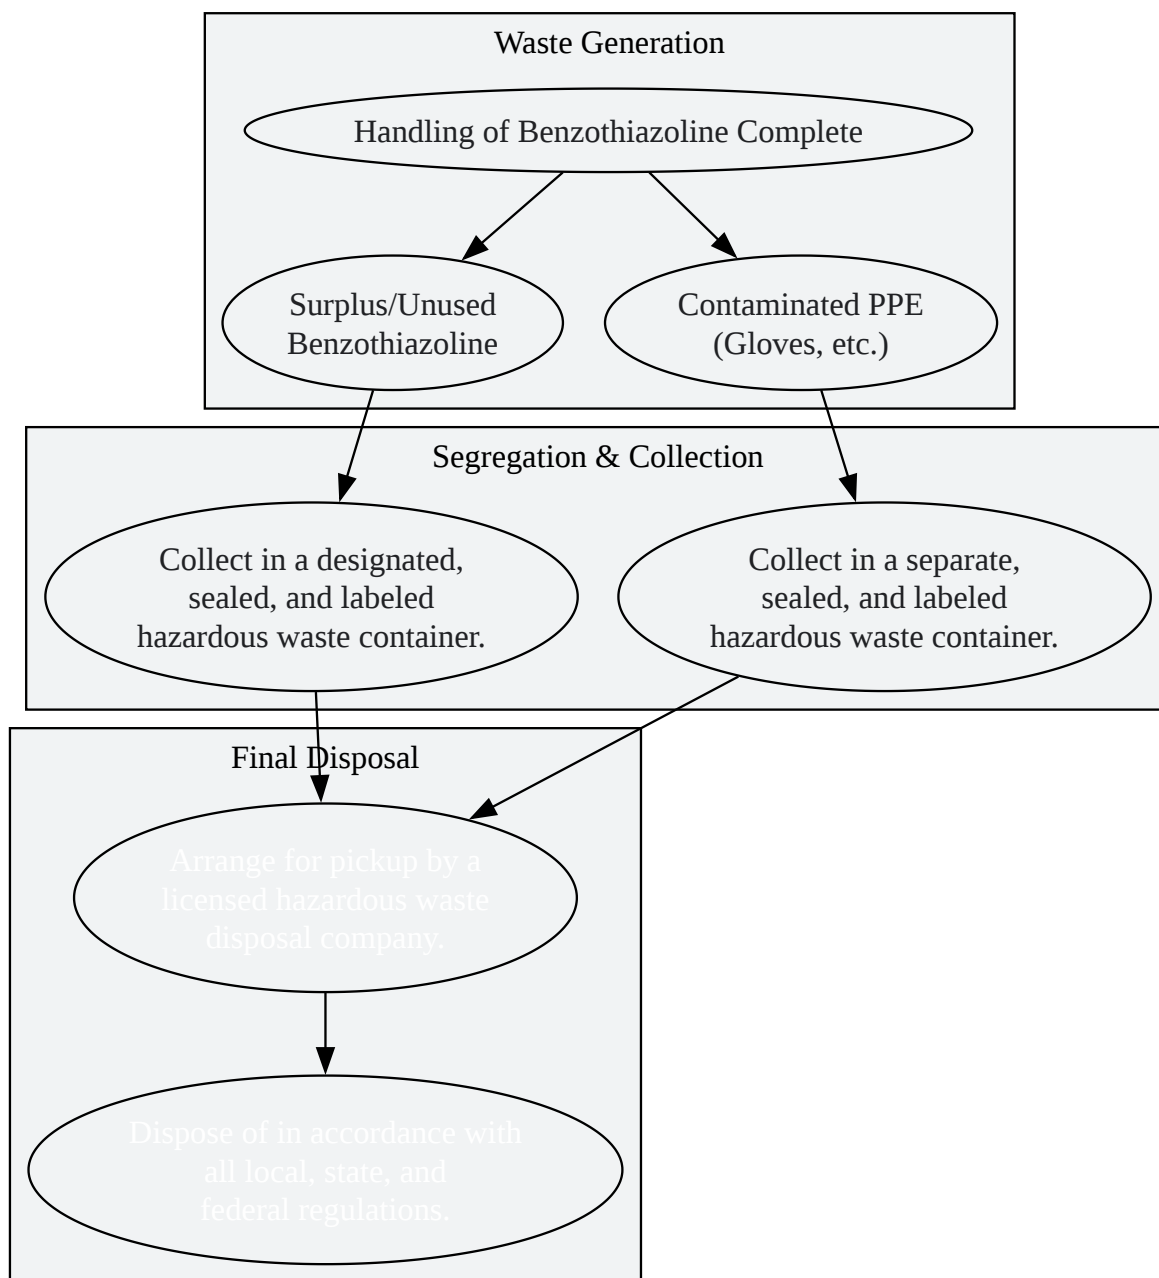 Waste Generation
Handling of Benzothiazoline Complete
Surplus/Unused
Benzothiazoline
Contaminated PPE
(Gloves, etc.)
Segregation & Collection
Collect in a designated,
sealed, and labeled
hazardous waste container.
Collect in a separate,
sealed, and labeled
hazardous waste container.
Final Disposal
Arrange for pickup by a
licensed hazardous waste
disposal company.
Dispose of in accordance with
all local, state, and
federal regulations.